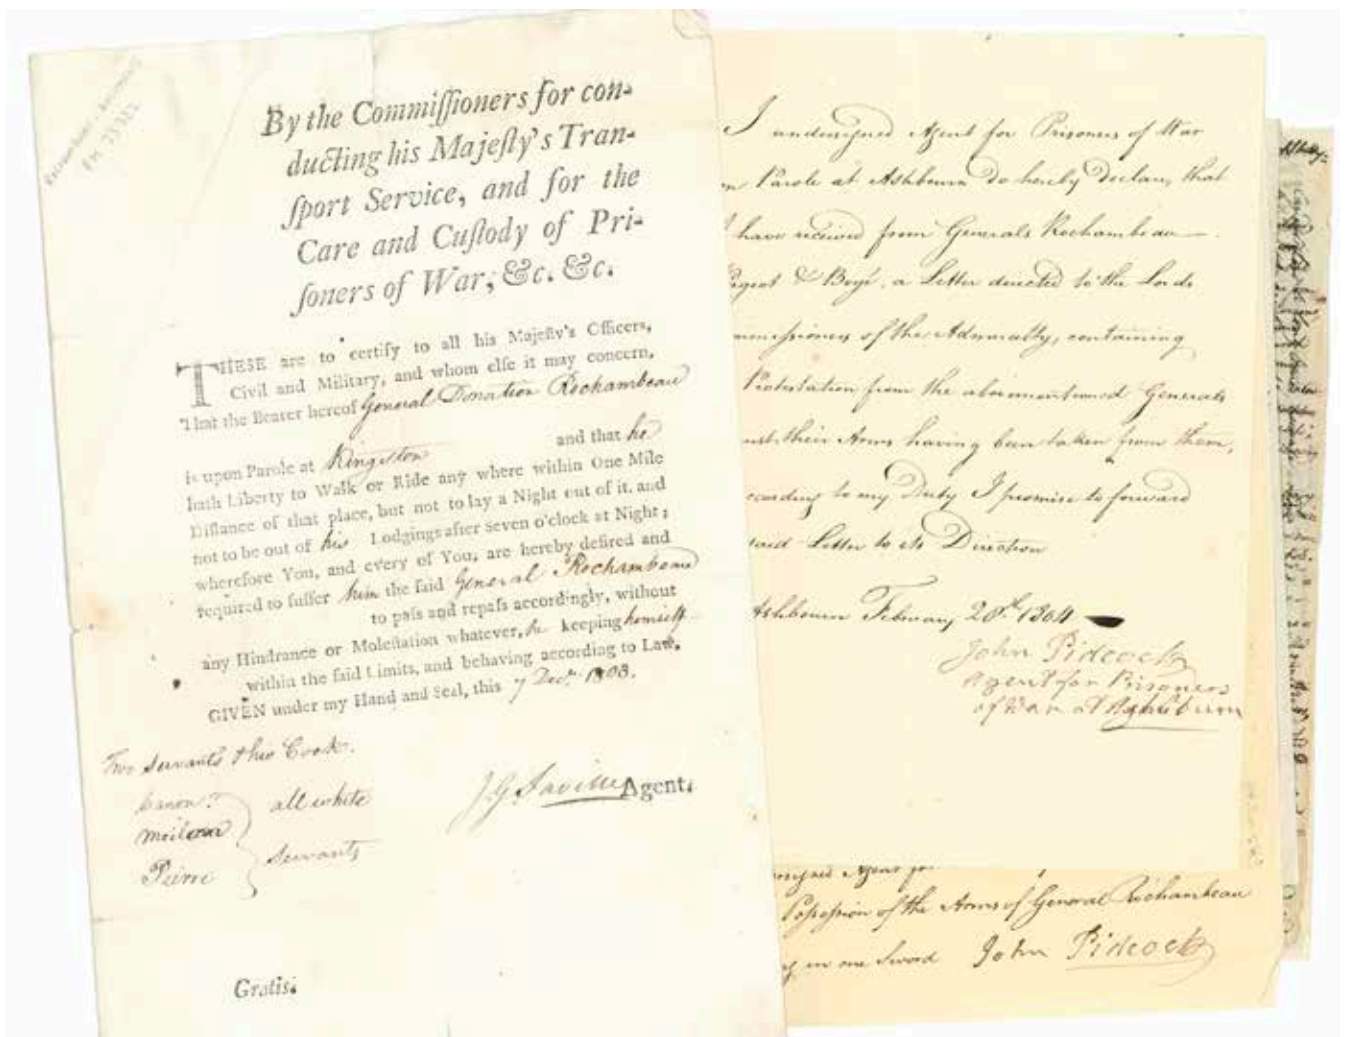 By the Commiſſioners for con-
ducting his Majeſty's Tran-
ſport Service, and for the
Care and Cuſtody of Pri-
ſoners of War, &c. &c.
THESE are to certify to all his Majeſty's Officers,
Civil and Military, and whom elſe it may concern,
That the Bearer hereof General Donatien Rochambeau
is upon Parole at Kingston and that he
hath Liberty to Walk or Ride any where within One Mile
Diſtance of that place, but not to lay a Night out of it, and
not to be out of his Lodgings after ſeven o'clock at Night;
wherefore You, and every of You, are hereby deſired and
required to ſuffer him the ſaid General Rochambeau
to paſs and repaſs accordingly, without
any Hindrance or Moleſtation whatever, he keeping himself
within the ſaid Limits, and behaving according to Law.
GIVEN under my Hand and Seal, this 7 Decr. 1803.
J.G. Saville Agent.
Two Servants & his Cook.
all white
Pierre
servants
Gratis.
I undersigned Agent for Prisoners of War
on Parole at Ashbourn Do hereby Declare, that
I have received from Generals Rochambeau
& Boyé, a Letter directed to the Lords
of the Admiralty, containing
Protestation from the abovementioned Generals
their Arms having been taken from them,
to my Duty I promise to forward
said Letter to its Direction
Ashbourn February 20th 1804
John Pidcock
Agent for Prisoners
of War at Ashburn
Agent for
Possession of the Arms of General Rochambeau
in one Sword John Pidcock